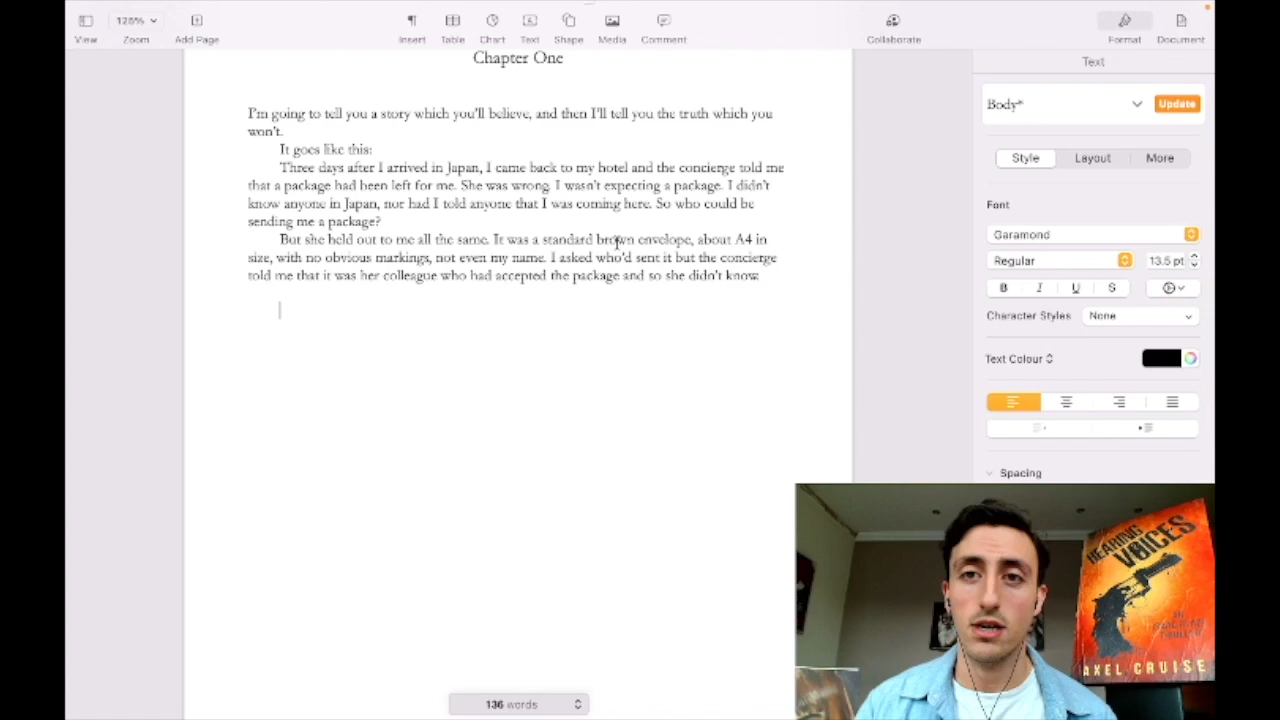 125%
View
Zoom
Add Page
Insert
Table
Chart
Text
Shape
Media
Comment
Collaborate
Format
Document
Chapter One
I'm going to tell you a story which you'll believe, and then I'll tell you the truth which you
won't.
It goes like this:
Three days after I arrived in Japan, I came back to my hotel and the concierge told me
that a package had been left for me. She was wrong. I wasn't expecting a package. I didn't
know anyone in Japan, nor had I told anyone that I was coming here. So who could be
sending me a package?
But she held out to me all the same. It was a standard brown envelope, about A4 in
size, with no obvious markings, not even my name. I asked who'd sent it but the concierge
told me that it was her colleague who had accepted the package and so she didn't know.
136 words
Text
Body*
Update
Style
Layout
More
Font
Garamond
Regular
13.5 pt
B I U S
Character Styles
None
Text Colour
Spacing
HEARING
VOICES
AXEL CRUISE